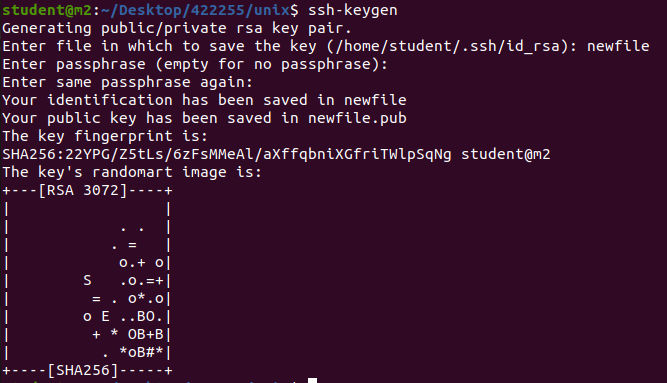 student@m2:~/Desktop/422255/unix$ ssh-keygen
Generating public/private rsa key pair.
Enter file in which to save the key (/home/student/.ssh/id_rsa): newfile
Enter passphrase (empty for no passphrase):
Enter same passphrase again:
Your identification has been saved in newfile
Your public key has been saved in newfile.pub
The key fingerprint is:
SHA256:22YPG/Z5tLs/6zFsMMeAl/aXffqbniXGfriTWlpSqNg student@m2
The key's randomart image is:
+---[RSA 3072]----+
|                 |
|            . .  |
|           . =   |
|            o.+ o|
|        S   .o.=+|
|         = . o*.o|
|        o E ..BO.|
|         + * OB+B|
|          . *oB#*|
+----[SHA256]-----+